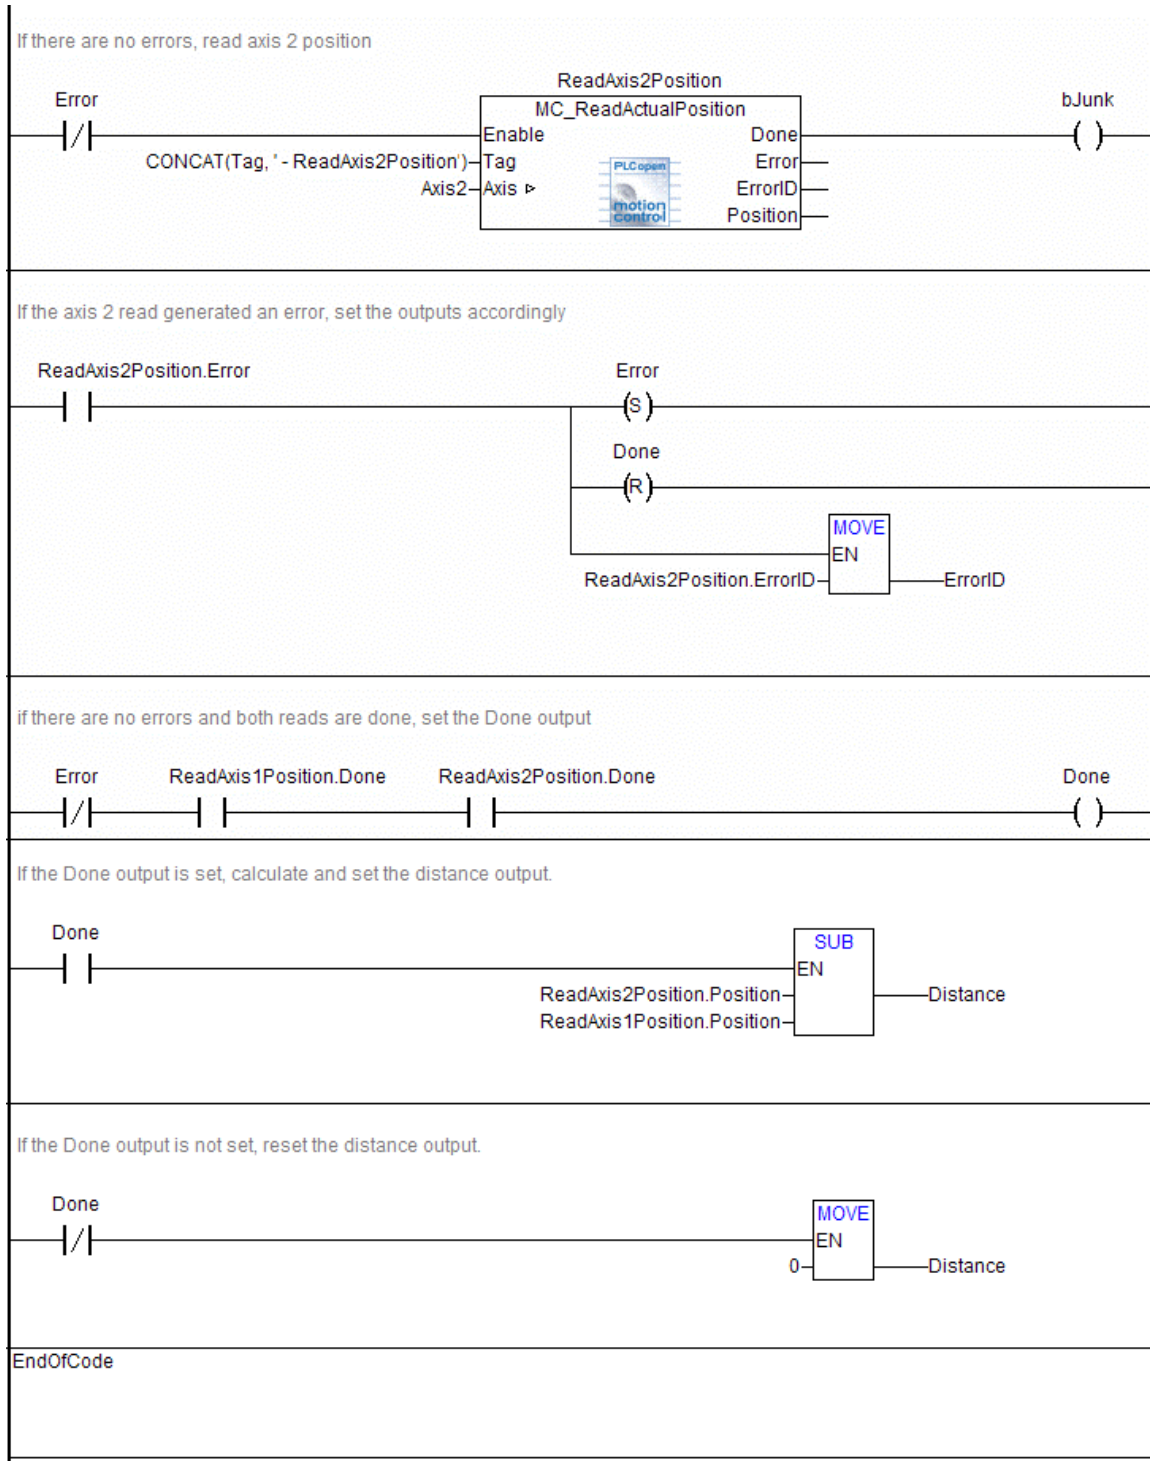 If there are no errors, read axis 2 position
ReadAxis2Position
Error
MC_ReadActualPosition
bJunk
Enable
Done
CONCAT(Tag, ' - ReadAxis2Position')
Tag
Error
PLCopen
Axis2
Axis
ErrorID
motion
control
Position
If the axis 2 read generated an error, set the outputs accordingly
ReadAxis2Position.Error
Error
S
Done
R
MOVE
EN
ReadAxis2Position.ErrorID
ErrorID
if there are no errors and both reads are done, set the Done output
Error
ReadAxis1Position.Done
ReadAxis2Position.Done
Done
If the Done output is set, calculate and set the distance output.
Done
SUB
EN
ReadAxis2Position.Position
Distance
ReadAxis1Position.Position
If the Done output is not set, reset the distance output.
Done
MOVE
EN
0
Distance
EndOfCode